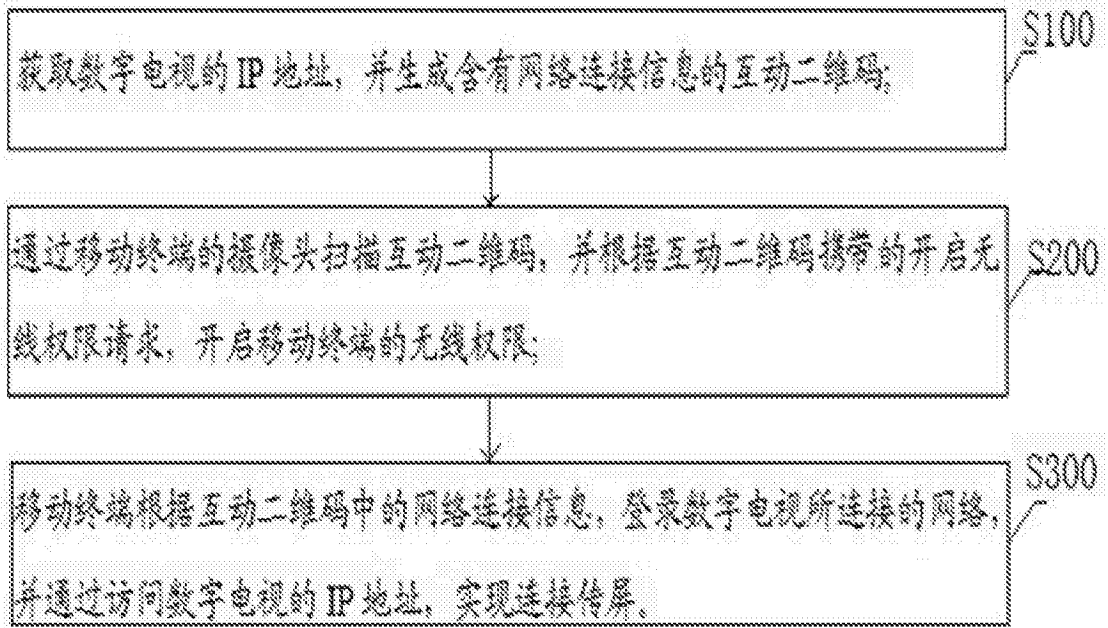 S100
获取数字电视的 IP 地址，并生成含有网络连接信息的互动二维码;
通过移动终端的摄像头扫描互动二维码，并根据互动二维码携带的开启无
S200
线权限请求，开启移动终端的无线权限;
S300
移动终端根据互动二维码中的网络连接信息，登录数字电视所连接的网络，
并通过访问数字电视的 IP 地址，实现连接传屏。